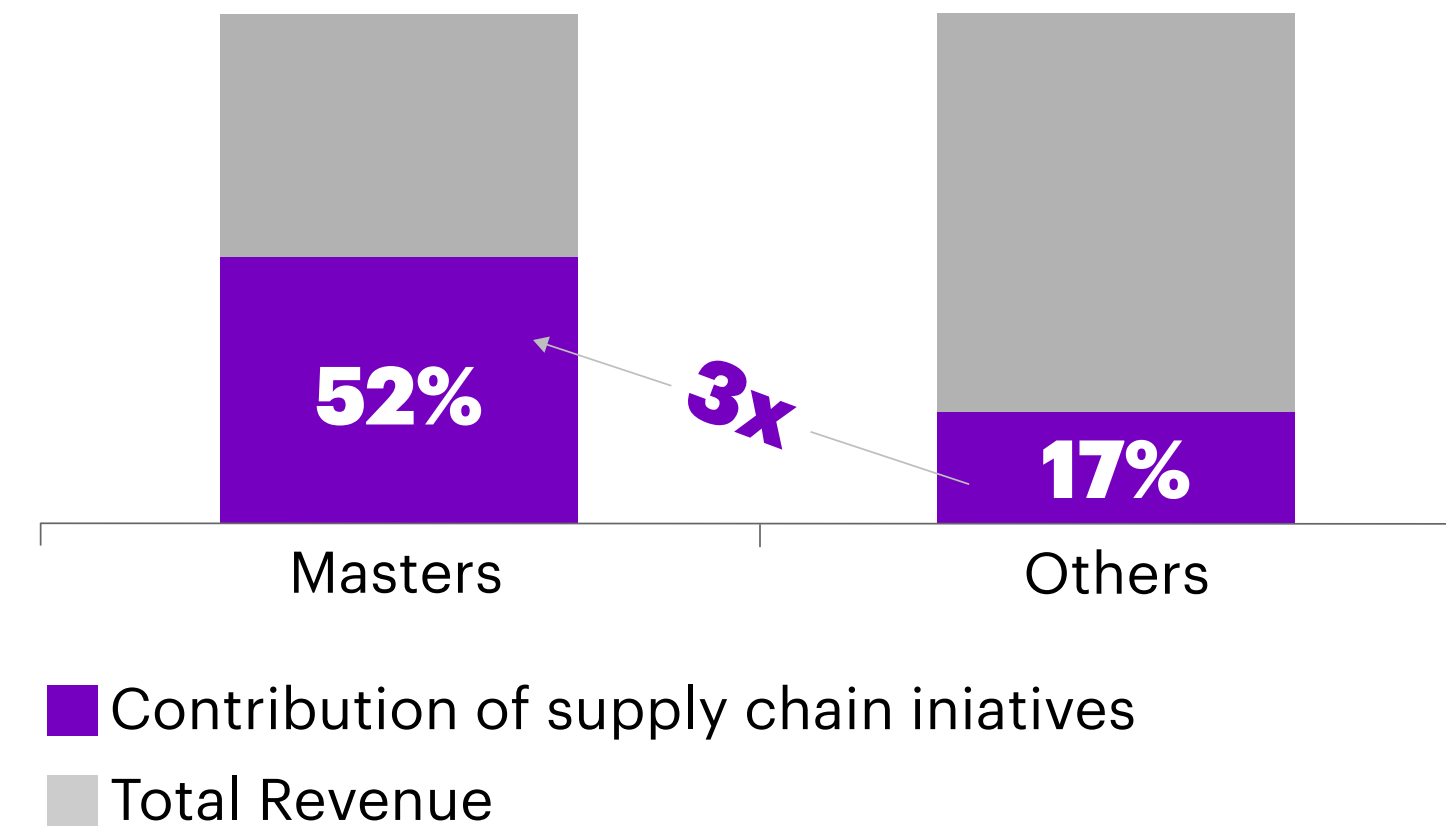 52%
3x
17%
Masters
Others
Contribution of supply chain iniatives
Total Revenue